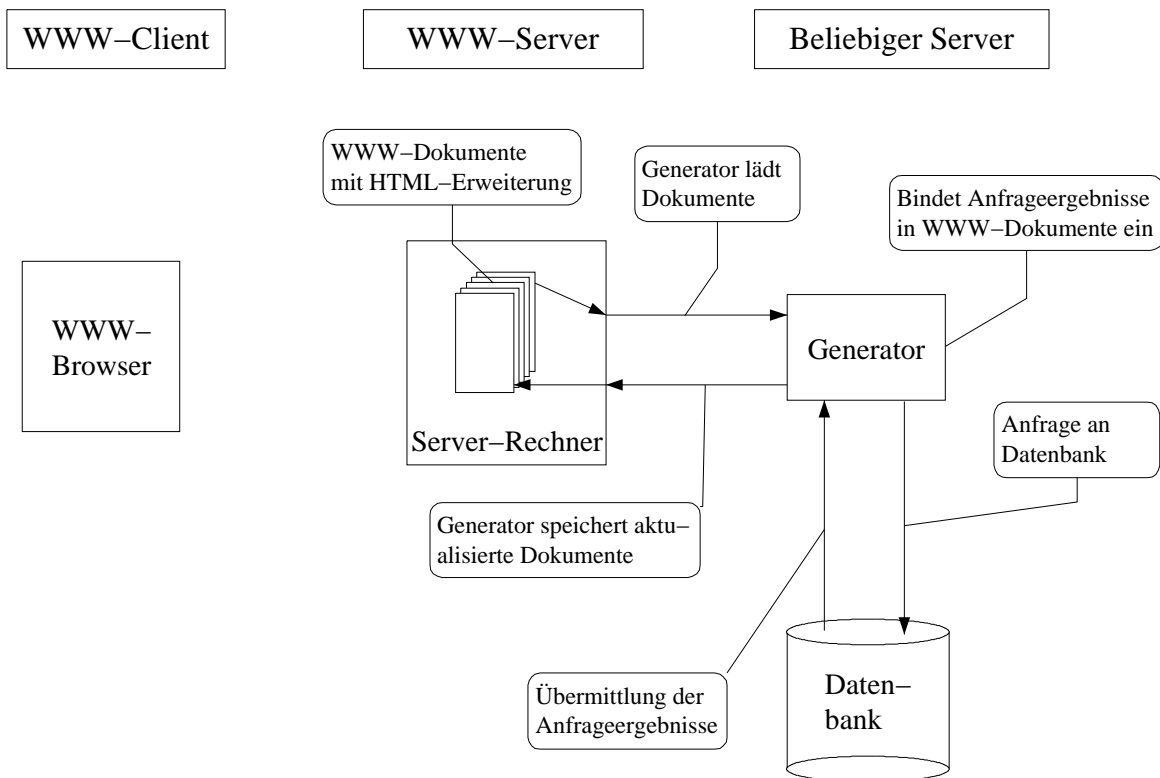 WWW–Client
WWW–Server
Beliebiger Server
WWW–Dokumente
mit HTML–Erweiterung
Generator lädt
Dokumente
Bindet Anfrageergebnisse
in WWW–Dokumente ein
WWW–
Browser
Generator
Server–Rechner
Anfrage an
Datenbank
Generator speichert aktu–
alisierte Dokumente
Übermittlung der
Anfrageergebnisse
Daten–
bank